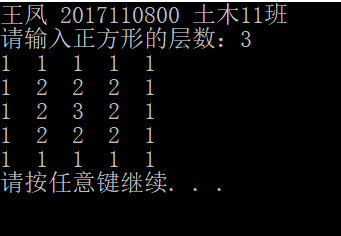 王凤 2017110800 土木11班
请输入正方形的层数：3
1 1 1 1 1
1 2 2 2 1
1 2 3 2 1
1 2 2 2 1
1 1 1 1 1
请按任意键继续. . .